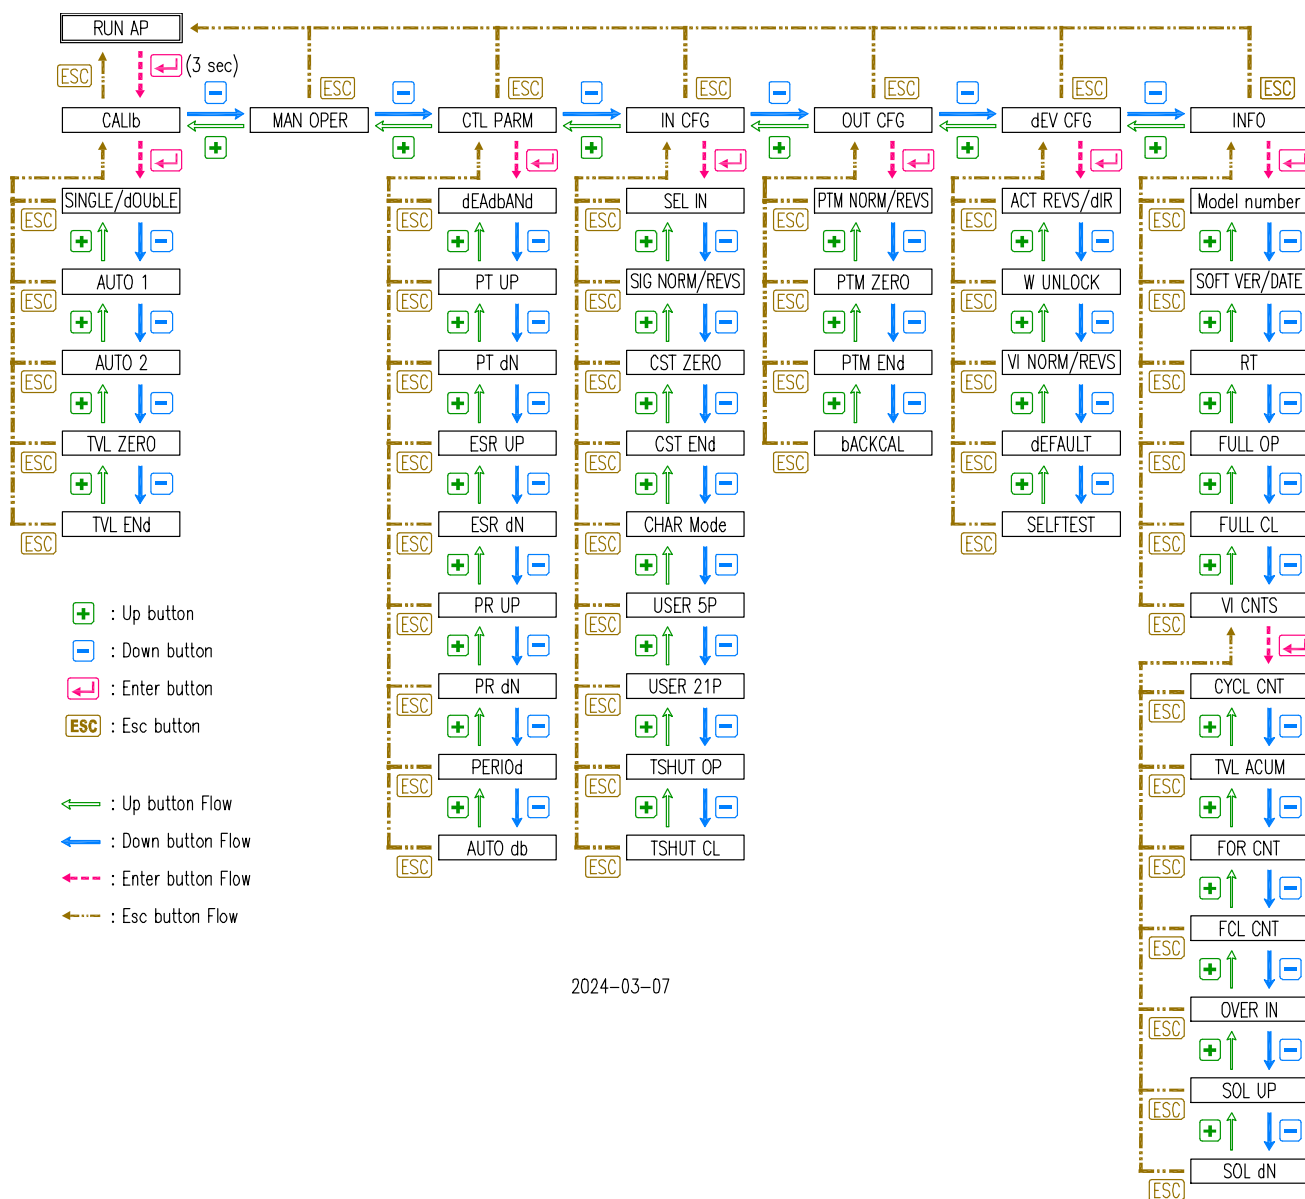 RUN AP
(3 sec)
ESC
ESC ESC ESC ESC ESC ESC
CALIb MAN OPER CTL PARM IN CFG OUT CFG dEV CFG INFO
SINGLE/dOUbLE dEAdbANd SEL IN PTM NORM/REVS ACT REVS/dIR Model number
ESC ESC ESC ESC ESC ESC
AUTO 1 PT UP SIG NORM/REVS PTM ZERO W UNLOCK SOFT VER/DATE
ESC ESC ESC ESC ESC ESC
AUTO 2 PT dN CST ZERO PTM ENd VI NORM/REVS RT
ESC ESC ESC ESC ESC ESC
TVL ZERO ESR UP CST ENd bACKCAL dEFAULT FULL OP
ESC ESC ESC ESC ESC ESC
TVL ENd ESR dN CHAR Mode SELFTEST FULL CL
ESC ESC ESC ESC ESC
PR UP USER 5P VI CNTS
: Up button
ESC ESC ESC
: Down button
: Enter button
PR dN USER 21P CYCL CNT
ESC ESC ESC
ESC : Esc button
PERIOd TSHUT OP TVL ACUM
ESC ESC ESC
: Up button Flow
: Down button Flow
AUTO db TSHUT CL FOR CNT
ESC ESC ESC
: Enter button Flow
: Esc button Flow
FCL CNT
ESC
2024-03-07
OVER IN
ESC
SOL UP
ESC
SOL dN
ESC